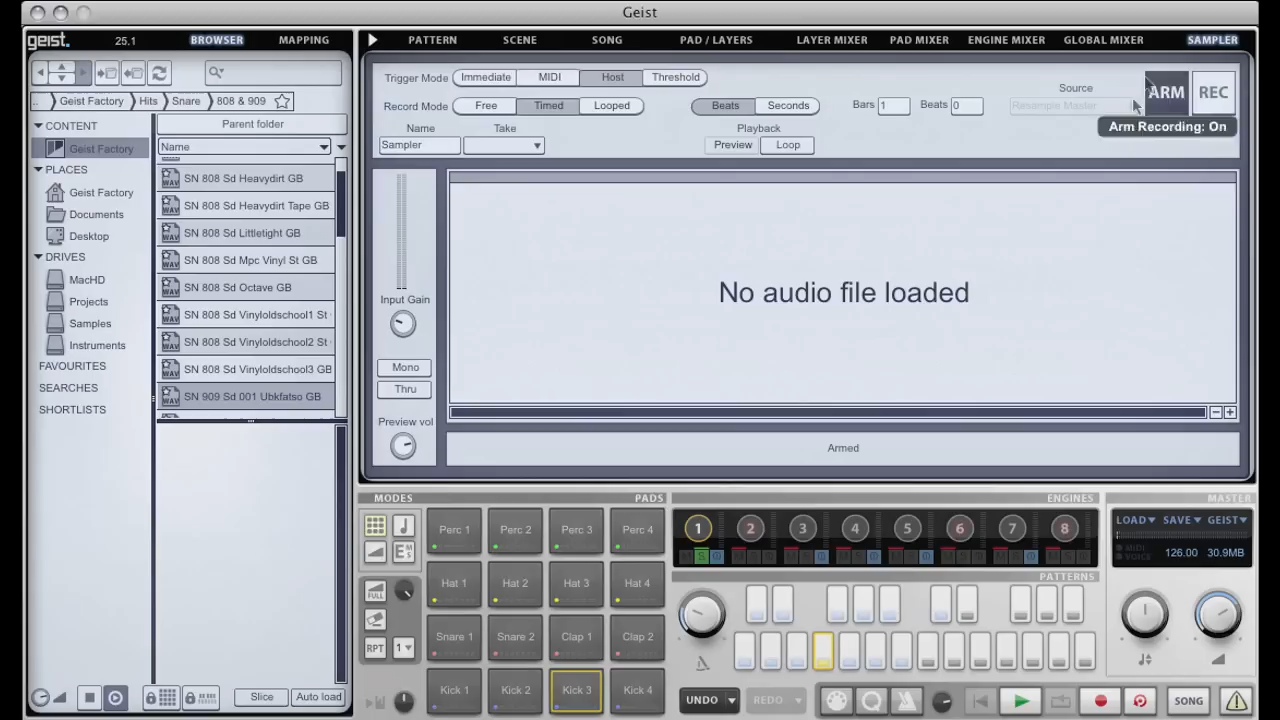 Geist
geist. 25.1 BROWSER MAPPING
PATTERN SCENE SONG PAD / LAYERS LAYER MIXER PAD MIXER ENGINE MIXER GLOBAL MIXER SAMPLER
.. Geist Factory Hits Snare 808 & 909
CONTENT
Geist Factory
PLACES
Geist Factory
Documents
Desktop
DRIVES
MacHD
Projects
Samples
Instruments
FAVOURITES
SEARCHES
SHORTLISTS
Parent folder
Name
SN 808 Sd Heavydirt GB
SN 808 Sd Heavydirt Tape GB
SN 808 Sd Littletight GB
SN 808 Sd Mpc Vinyl St GB
SN 808 Sd Octave GB
SN 808 Sd Vinyloldschool1 St
SN 808 Sd Vinyloldschool2 St
SN 808 Sd Vinyloldschool3 GB
SN 909 Sd 001 Ubkfatso GB
Slice Auto load
Trigger Mode Immediate MIDI Host Threshold
Record Mode Free Timed Looped Beats Seconds Bars 1 Beats 0
Source
Resample Master
ARM REC
Arm Recording: On
Name Take Playback
Sampler Preview Loop
Input Gain
Mono
Thru
Preview vol
No audio file loaded
Armed
MODES PADS
Perc 1 Perc 2 Perc 3 Perc 4
Hat 1 Hat 2 Hat 3 Hat 4
Snare 1 Snare 2 Clap 1 Clap 2
Kick 1 Kick 2 Kick 3 Kick 4
FULL
RPT 1
ENGINES
1 2 3 4 5 6 7 8
PATTERNS
UNDO REDO
SONG
MASTER
LOAD SAVE GEIST
MIDI
VOICE 126.00 30.9MB